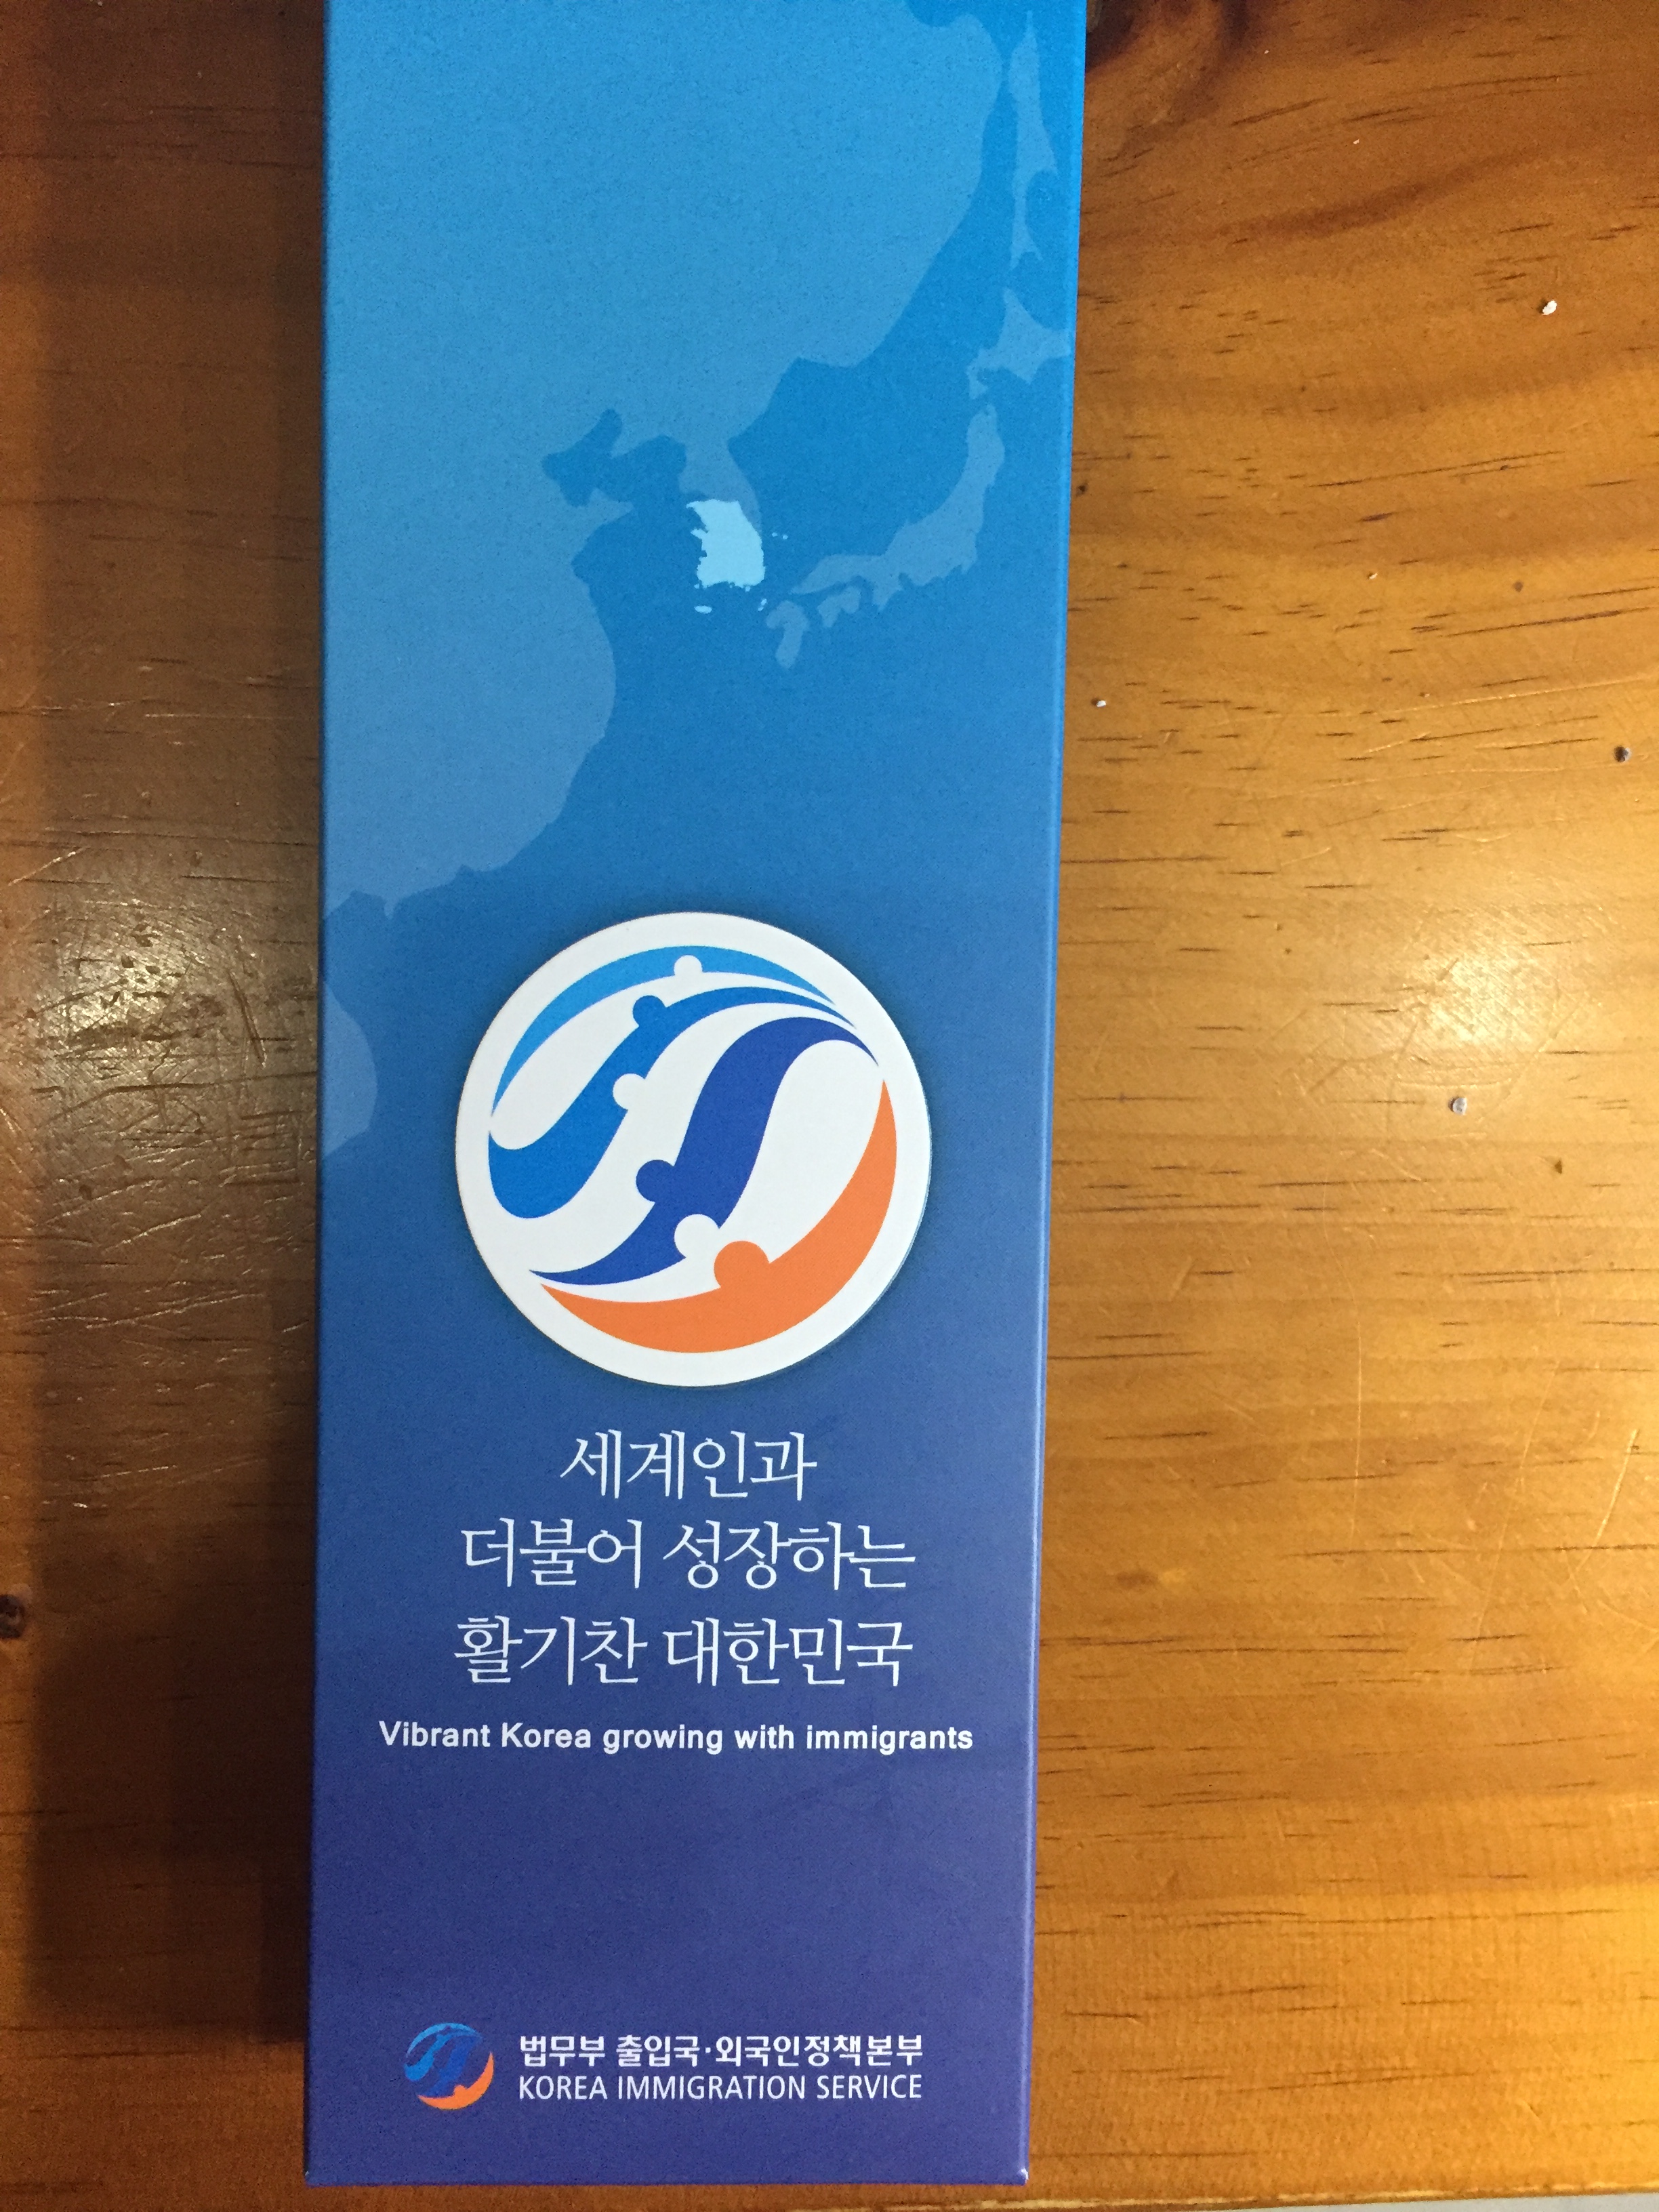 세계인과
더불어 성장하는
활기찬 대한민국
Vibrant Korea growing with immigrants
법무부 출입국·외국인정책본부
KOREA IMMIGRATION SERVICE